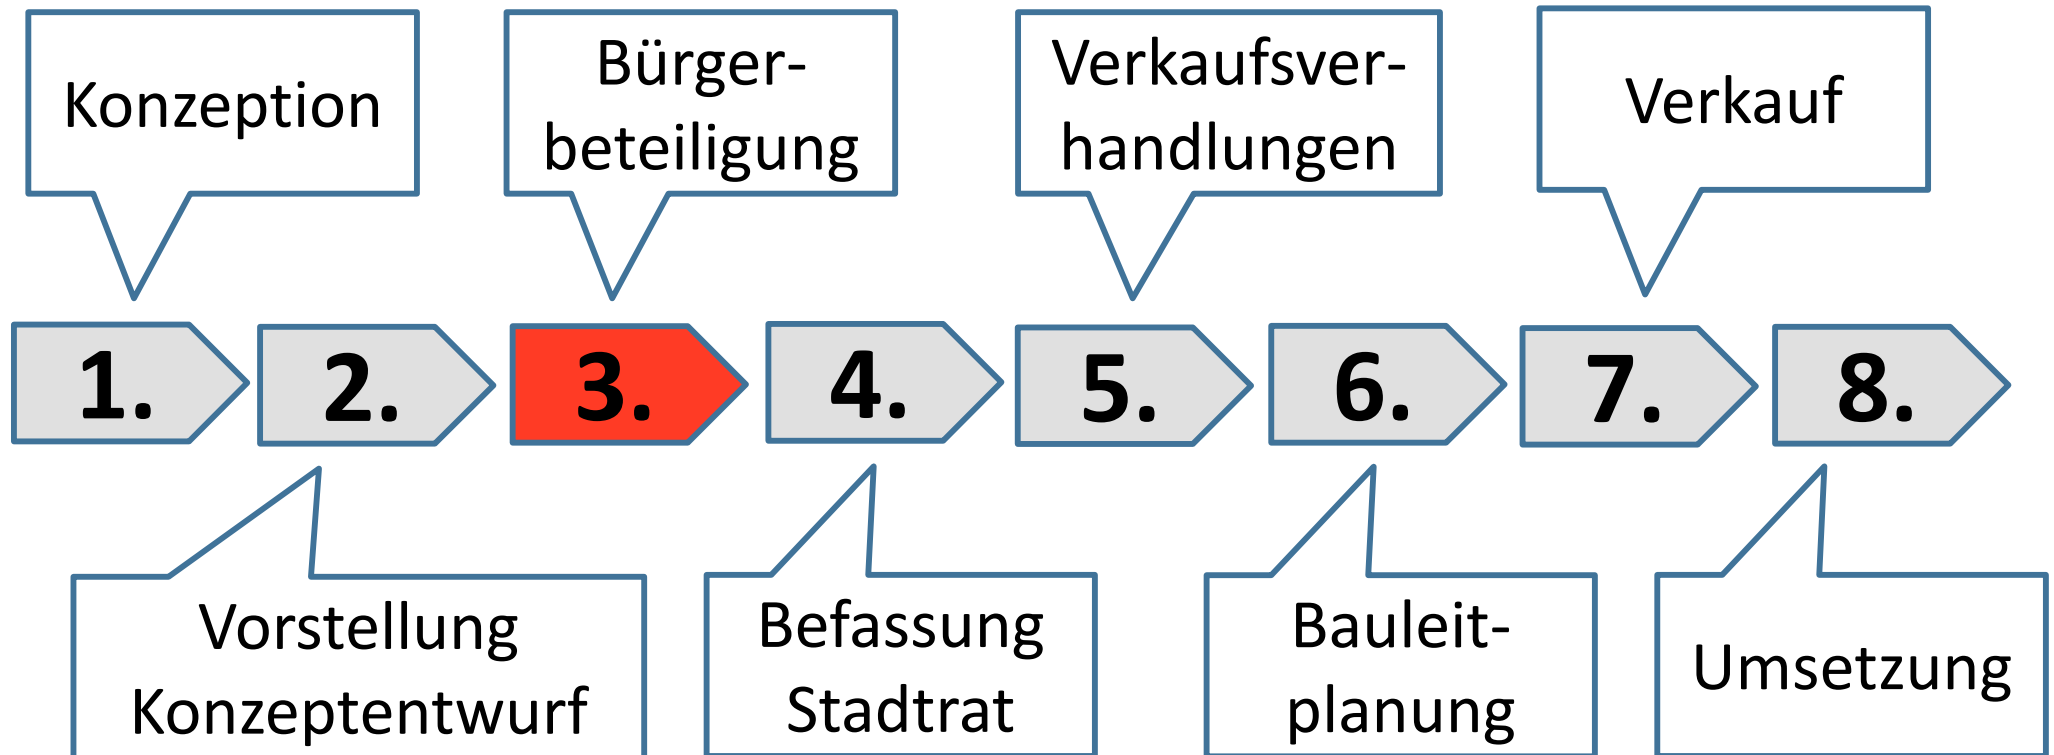 Konzeption
Bürger-
beteiligung
Verkaufsver-
handlungen
Verkauf
1.
2.
3.
4.
5.
6.
7.
8.
Vorstellung
Konzeptentwurf
Befassung
Stadtrat
Bauleit-
planung
Umsetzung